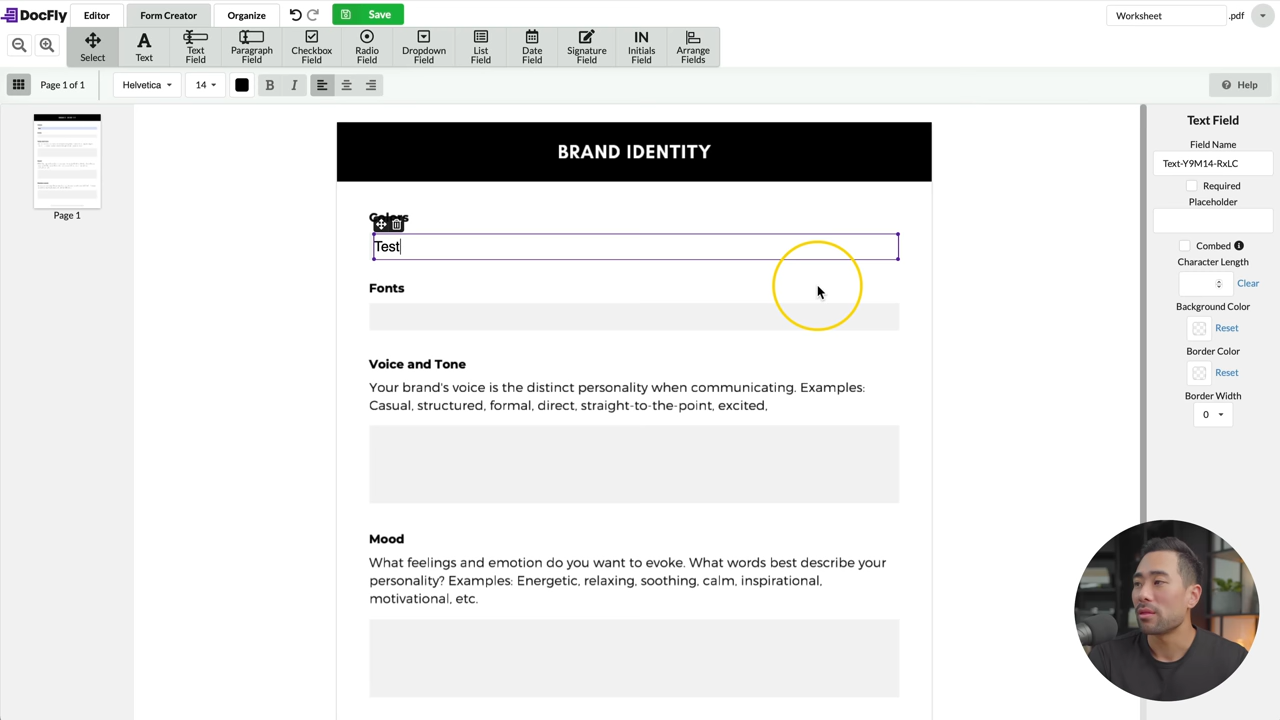 DocFly
Editor
Form Creator
Organize
Save
Worksheet
.pdf
Select
Text
Text
Field
Paragraph
Field
Checkbox
Field
Radio
Field
Dropdown
Field
List
Field
Date
Field
Signature
Field
IN
Initials
Field
Arrange
Fields
Page 1 of 1
Helvetica
14
B
I
Help
Page 1
BRAND IDENTITY
Colors
Test
Fonts
Voice and Tone
Your brand's voice is the distinct personality when communicating. Examples:
Casual, structured, formal, direct, straight-to-the-point, excited,
Mood
What feelings and emotion do you want to evoke. What words best describe your
personality? Examples: Energetic, relaxing, soothing, calm, inspirational,
motivational, etc.
Text Field
Field Name
Text-Y9M14-RxLC
Required
Placeholder
Combed
Character Length
Clear
Background Color
Reset
Border Color
Reset
Border Width
0